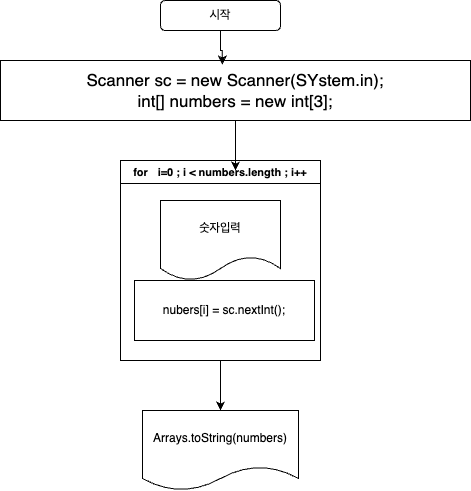 시작
Scanner sc = new Scanner(SYstem.in);
int[] numbers = new int[3];
for i=0 ; i < numbers.length ; i++
숫자입력
nubers[i] = sc.nextInt();
Arrays.toString(numbers)